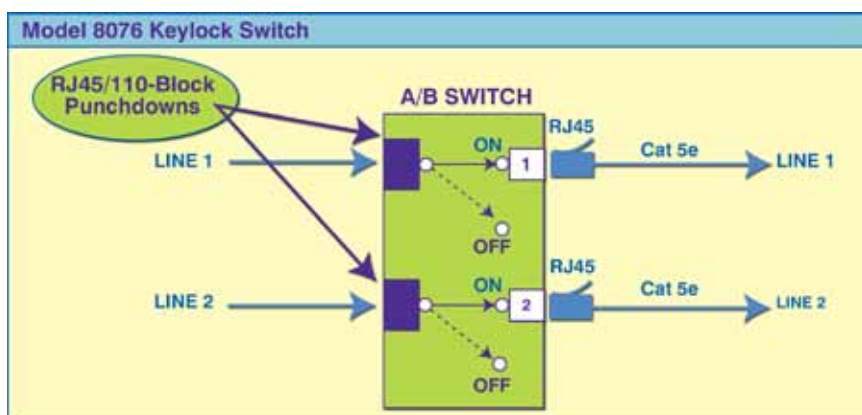 Model 8076 Keylock Switch
RJ45/110-Block
Punchdowns
A/B SWITCH
LINE 1
ON
1
RJ45
Cat 5e
LINE 1
OFF
LINE 2
ON
2
RJ45
Cat 5e
LINE 2
OFF